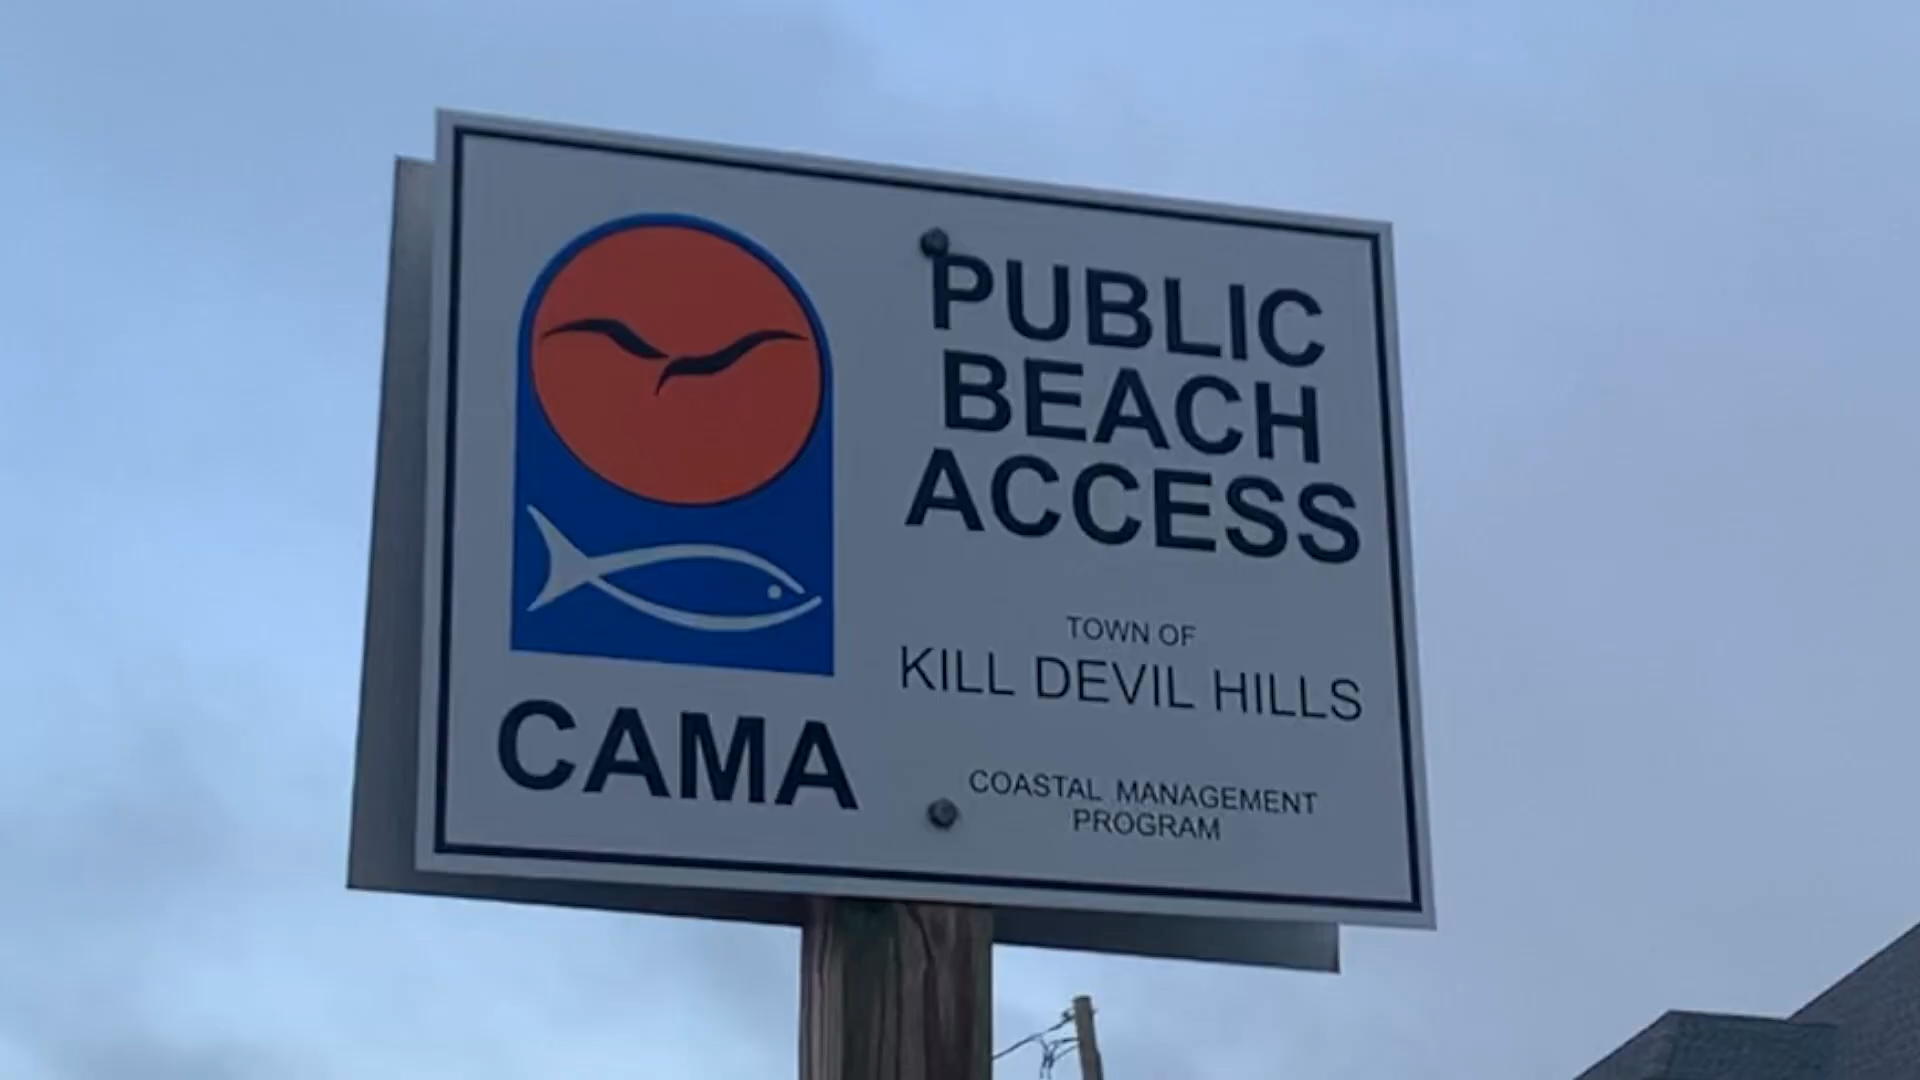 PUBLIC
BEACH
ACCESS
TOWN OF
KILL DEVIL HILLS
CAMA
COASTAL MANAGEMENT
PROGRAM